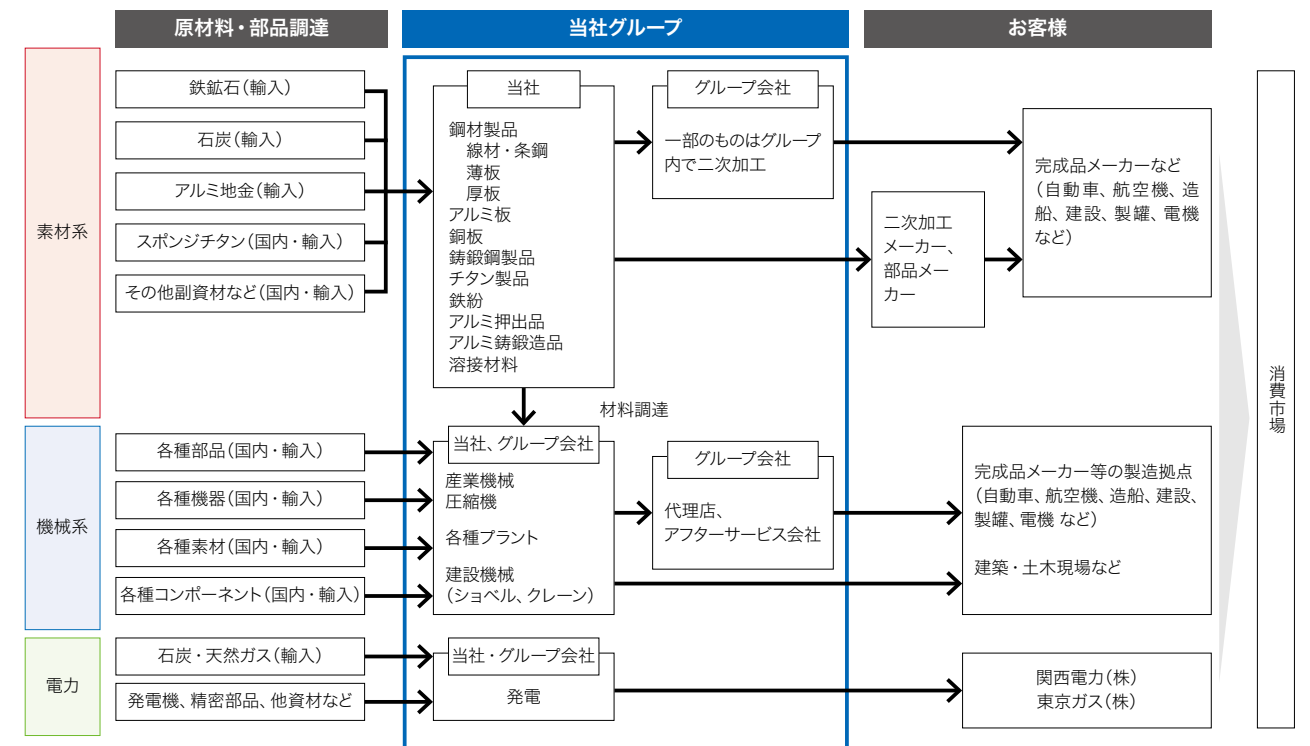 原材料・部品調達
当社グループ
お客様
素材系
鉄鉱石（輸入）
石炭（輸入）
アルミ地金（輸入）
スポンジチタン（国内・輸入）
その他副資材など（国内・輸入）
当社
鋼材製品
線材・条鋼
薄板
厚板
アルミ板
銅板
鋳鍛鋼製品
チタン製品
鉄紛
アルミ押出品
アルミ鋳鍛造品
溶接材料
グループ会社
一部のものはグループ
内で二次加工
二次加工
メーカー、
部品メー
カー
完成品メーカーなど
（自動車、航空機、造
船、建設、製罐、電機
など）
材料調達
機械系
各種部品（国内・輸入）
各種機器（国内・輸入）
各種素材（国内・輸入）
各種コンポーネント（国内・輸入）
当社、グループ会社
産業機械
圧縮機
各種プラント
建設機械
（ショベル、クレーン）
グループ会社
代理店、
アフターサービス会社
完成品メーカー等の製造拠点
（自動車、航空機、造船、建設、
製罐、電機 など）
建築・土木現場など
電力
石炭・天然ガス（輸入）
発電機、精密部品、他資材など
当社・グループ会社
発電
関西電力（株）
東京ガス（株）
消費市場